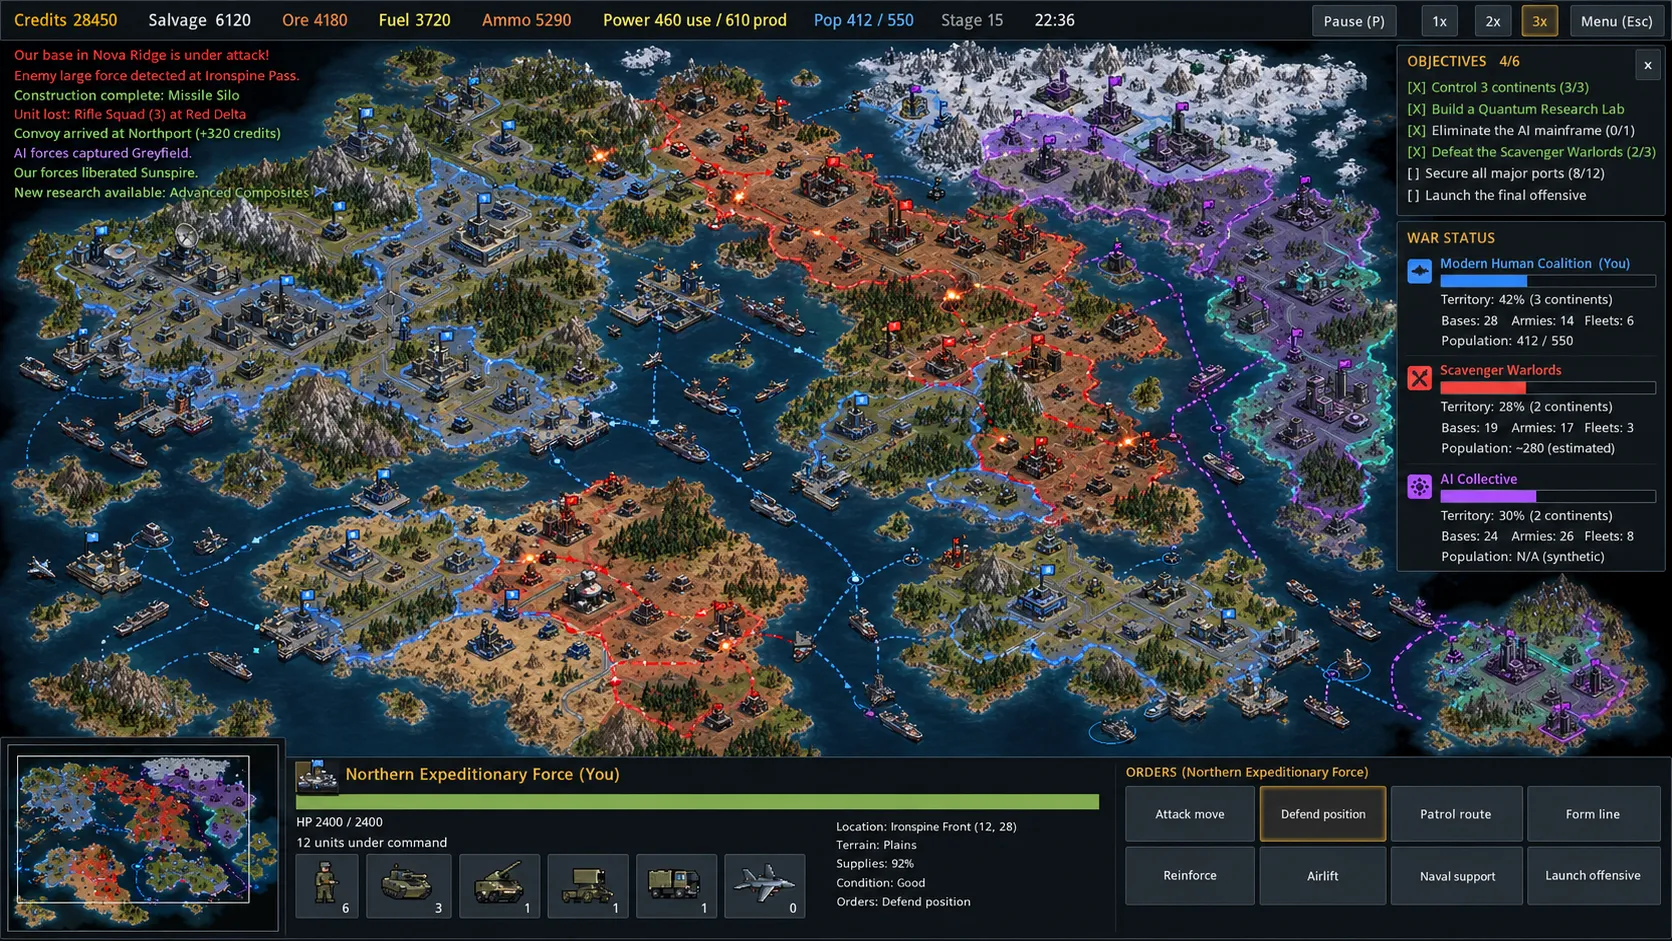 Credits 28450 Salvage 6120 Ore 4180 Fuel 3720 Ammo 5290 Power 460 use / 610 prod Pop 412 / 550 Stage 15 22:36 Pause (P) 1x 2x 3x Menu (Esc)
Our base in Nova Ridge is under attack!
Enemy large force detected at Ironspine Pass.
Construction complete: Missile Silo
Unit lost: Rifle Squad (3) at Red Delta
Convoy arrived at Northport (+320 credits)
AI forces captured Greyfield.
Our forces liberated Sunspire.
New research available: Advanced Composites
OBJECTIVES 4/6 x
[X] Control 3 continents (3/3)
[X] Build a Quantum Research Lab
[X] Eliminate the AI mainframe (0/1)
[X] Defeat the Scavenger Warlords (2/3)
[ ] Secure all major ports (8/12)
[ ] Launch the final offensive
WAR STATUS
Modern Human Coalition (You)
Territory: 42% (3 continents)
Bases: 28 Armies: 14 Fleets: 6
Population: 412 / 550
Scavenger Warlords
Territory: 28% (2 continents)
Bases: 19 Armies: 17 Fleets: 3
Population: ~280 (estimated)
AI Collective
Territory: 30% (2 continents)
Bases: 24 Armies: 26 Fleets: 8
Population: N/A (synthetic)
Northern Expeditionary Force (You)
HP 2400 / 2400
12 units under command
6 3 1 1 1 0
Location: Ironspine Front (12, 28)
Terrain: Plains
Supplies: 92%
Condition: Good
Orders: Defend position
ORDERS (Northern Expeditionary Force)
Attack move Defend position Patrol route Form line
Reinforce Airlift Naval support Launch offensive